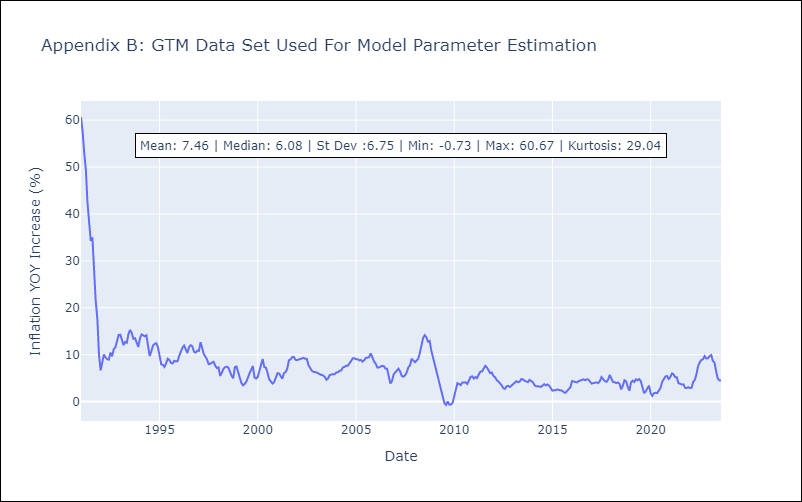 Appendix B: GTM Data Set Used For Model Parameter Estimation
Mean: 7.46 | Median: 6.08 | St Dev :6.75 | Min: -0.73 | Max: 60.67 | Kurtosis: 29.04
Inflation YOY Increase (%)
60
50
40
30
20
10
0
1995 2000 2005 2010 2015 2020
Date